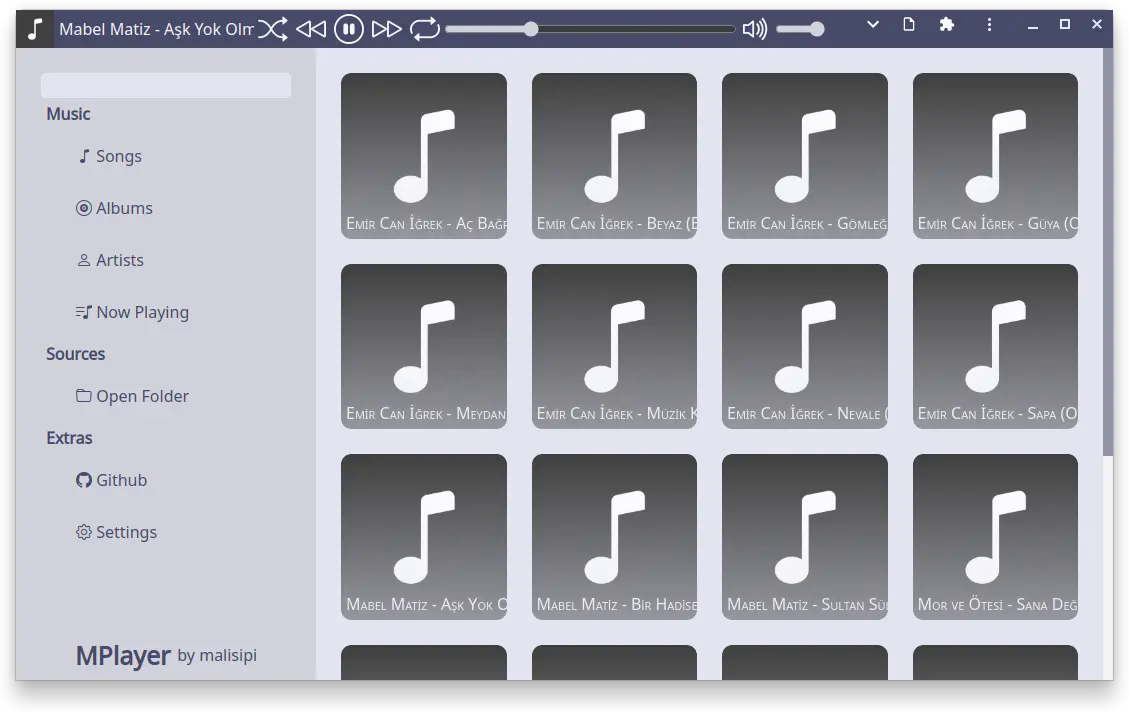 Mabel Matiz - Aşk Yok Olm
Music
Songs
Albums
Artists
Now Playing
Sources
Open Folder
Extras
Github
Settings
MPlayer by malisipi
Emir Can İğrek - Aç Bağr
Emir Can İğrek - Beyaz (
Emir Can İğrek - Gömleğ
Emir Can İğrek - Güya (O
Emir Can İğrek - Meydan
Emir Can İğrek - Müzik K
Emir Can İğrek - Nevale (
Emir Can İğrek - Sapa (O
Mabel Matiz - Aşk Yok O
Mabel Matiz - Bir Hadise
Mabel Matiz - Sultan Sül
Mor ve Ötesi - Sana Değ